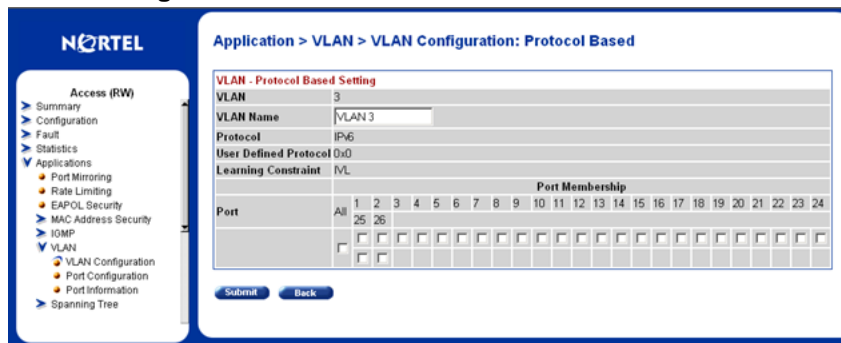 NORTEL
Access (RW)
Summary
Configuration
Fault
Statistics
Applications
Port Mirroring
Rate Limiting
EAPOL Security
MAC Address Security
IGMP
VLAN
VLAN Configuration
Port Configuration
Port Information
Spanning Tree
Application > VLAN > VLAN Configuration: Protocol Based
VLAN - Protocol Based Setting
VLAN 3
VLAN Name VLAN 3
Protocol IPv6
User Defined Protocol 0x0
Learning Constraint IVL
Port Membership
Port All 1 2 3 4 5 6 7 8 9 10 11 12 13 14 15 16 17 18 19 20 21 22 23 24
25 26
Submit Back